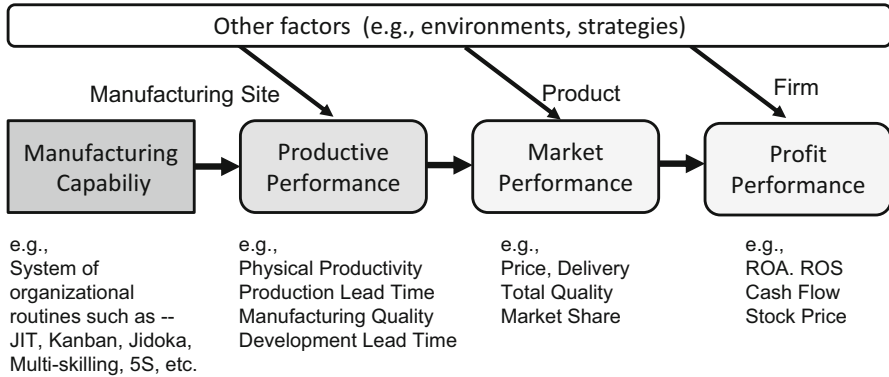 Other factors (e.g., environments, strategies)
Manufacturing Site
Product
Firm
Manufacturing
Capabiliy
Productive
Performance
Market
Performance
Profit
Performance
e.g.,
System of
organizational
routines such as --
JIT, Kanban, Jidoka,
Multi-skilling, 5S, etc.
e.g.,
Physical Productivity
Production Lead Time
Manufacturing Quality
Development Lead Time
e.g.,
Price, Delivery
Total Quality
Market Share
e.g.,
ROA. ROS
Cash Flow
Stock Price